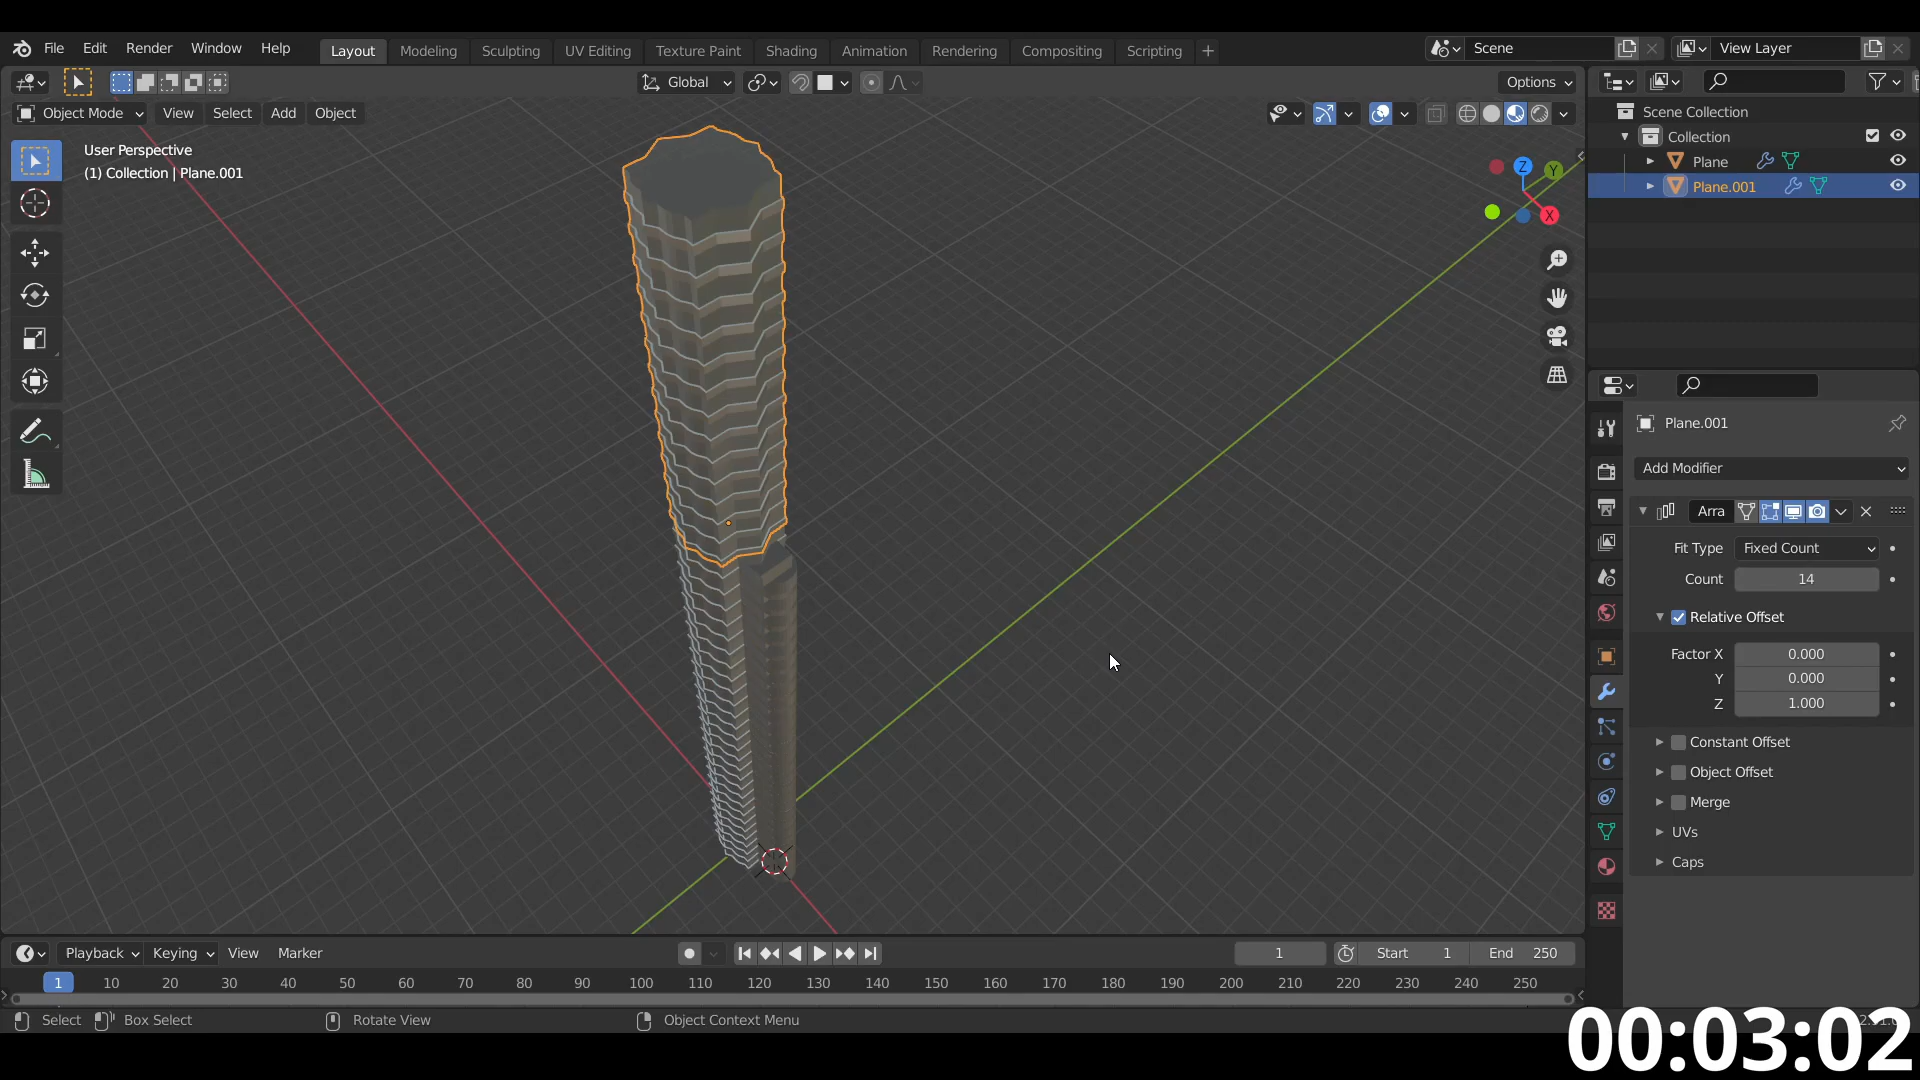 File Edit Render Window Help Layout Modeling Sculpting UV Editing Texture Paint Shading Animation Rendering Compositing Scripting + Scene View Layer
Global Options
Object Mode View Select Add Object
User Perspective
(1) Collection | Plane.001
Z
Y
X
Scene Collection
Collection
Plane
Plane.001
Plane.001
Add Modifier
Arra
Fit Type Fixed Count
Count 14
Relative Offset
Factor X 0.000
Y 0.000
Z 1.000
Constant Offset
Object Offset
Merge
UVs
Caps
Playback Keying View Marker 1 Start 1 End 250
1 10 20 30 40 50 60 70 80 90 100 110 120 130 140 150 160 170 180 190 200 210 220 230 240 250
Select Box Select Rotate View Object Context Menu
00:03:02